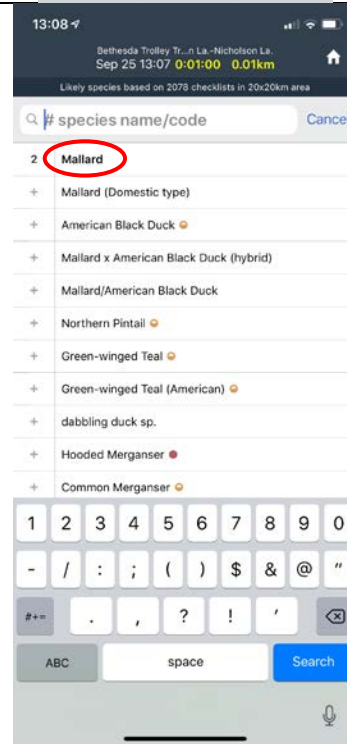 13:08
Bethesda Trolley Tr...n La.-Nicholson La.
Sep 25 13:07 0:01:00 0.01km
Likely species based on 2078 checklists in 20x20km area
# species name/code Cance
2 Mallard
+ Mallard (Domestic type)
+ American Black Duck
+ Mallard x American Black Duck (hybrid)
+ Mallard/American Black Duck
+ Northern Pintail
+ Green-winged Teal
+ Green-winged Teal (American)
+ dabbling duck sp.
+ Hooded Merganser
+ Common Merganser
1 2 3 4 5 6 7 8 9 0
- / : ; ( ) $ & @ "
#+= . , ? ! '
ABC space Search